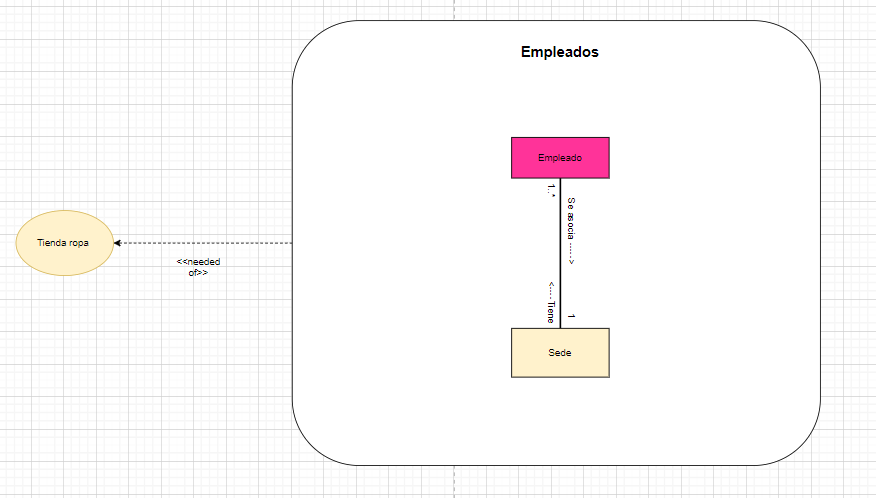 Empleados
Empleado
1..*
Se asocia ----->
Tienda ropa
<<needed
of>>
<---- Tiene
1
Sede